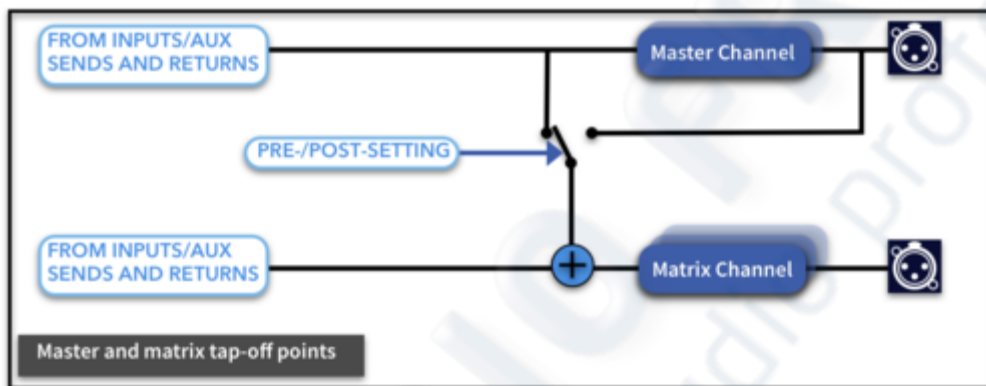 FROM INPUTS/AUX
SENDS AND RETURNS
Master Channel
PRE-/POST-SETTING
FROM INPUTS/AUX
SENDS AND RETURNS
Matrix Channel
Master and matrix tap-off points